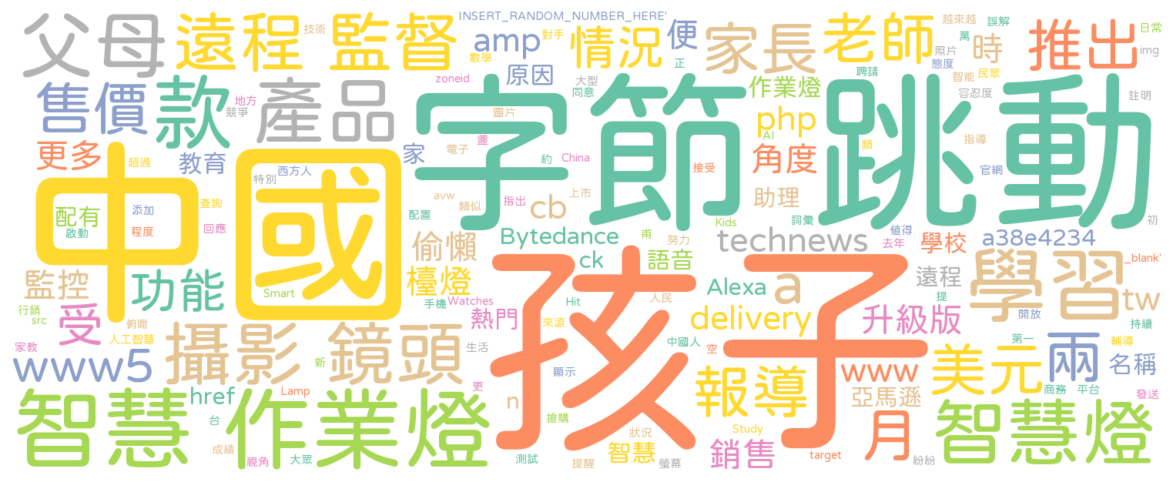 父母 遠程 監督 技術 INSERT_RANDOM_NUMBER_HERE' amp 對手 情況 便 家長 老師 越來越 誤解 時 推出 日常
數學 正 照片 萬 img
zoneid 原因 大型 態度 智能 民眾
售價 款 地方 產品 同意 作業燈 聘請 容忍度 註明
競爭 圖片 php
更多 超過 教育 家 電子 盞 約 China 字節跳動 AI 角度 類 指導
特別 西方人 接受 官網
中國 配有 添加 查詢 avw 類似 指出 上市 助理
啟動 程度 回應 配置 cb Kids 詞彙 值得 初
Bytedance 甫 努力 technews 去年 學校 a38e4234
偷懶 ck 語音 _blank'
監控 功能 Smart 檯燈 孩子 Alexa a 遠程 學習 tw
行銷 src 受 俯瞰 手機 Watches Hit 人民 delivery 提 開放 持續
人工智慧 熱門 來源 升級版
家教 攝影 鏡頭 新 生活 中國人 空 第一 輔導
www5 顯示 www 美元 兩 名稱
href Lamp 更 n 報導 亞馬遜 商務 平台 發送
智慧 作業燈 台 搶購 月 智慧燈
成績 狀況 Study
視角 大眾 測試 提醒 智慧 螢幕 銷售 target 紛紛